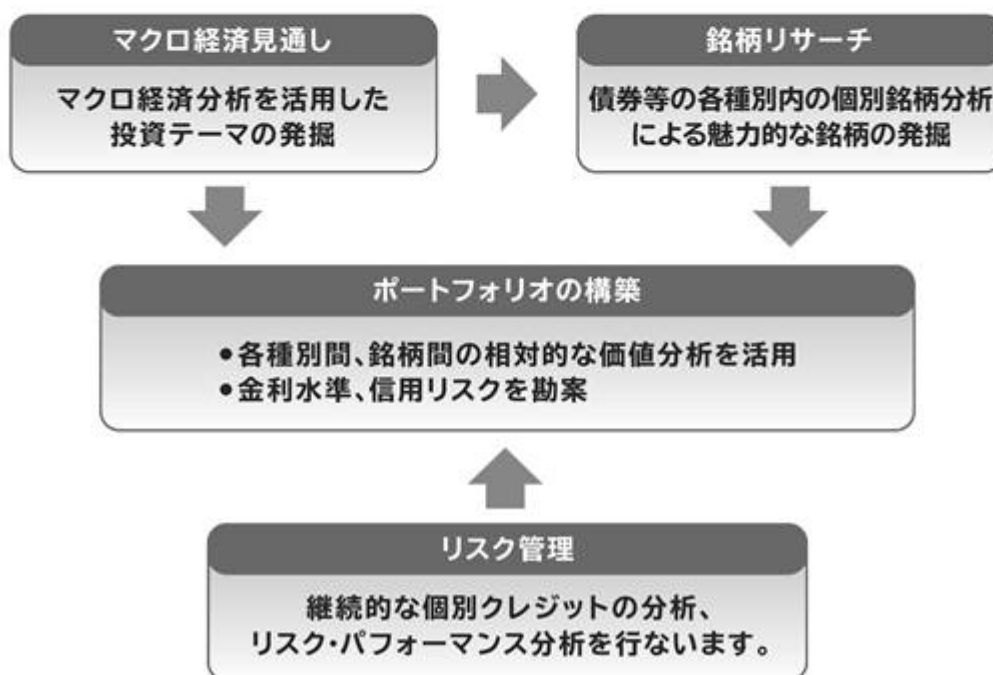 マクロ経済見通し
マクロ経済分析を活用した
投資テーマの発掘
銘柄リサーチ
債券等の各種別内の個別銘柄分析
による魅力的な銘柄の発掘
ポートフォリオの構築
●各種別間、銘柄間の相対的な価値分析を活用
●金利水準、信用リスクを勘案
リスク管理
継続的な個別クレジットの分析、
リスク・パフォーマンス分析を行ないます。